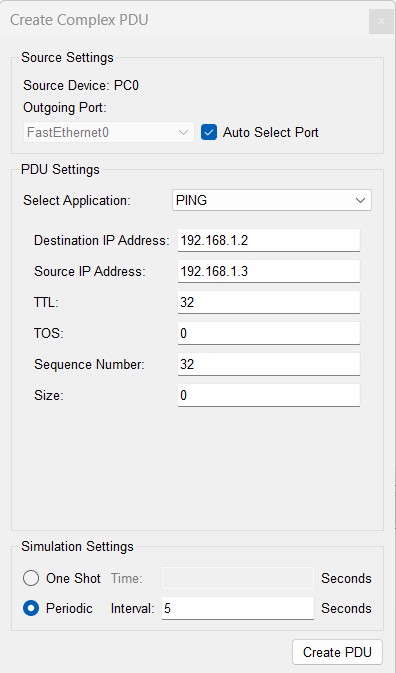 Create Complex PDU
Source Settings
Source Device: PC0
Outgoing Port:
FastEthernet0 Auto Select Port
PDU Settings
Select Application: PING
Destination IP Address: 192.168.1.2
Source IP Address: 192.168.1.3
TTL: 32
TOS: 0
Sequence Number: 32
Size: 0
Simulation Settings
One Shot Time: Seconds
Periodic Interval: 5 Seconds
Create PDU